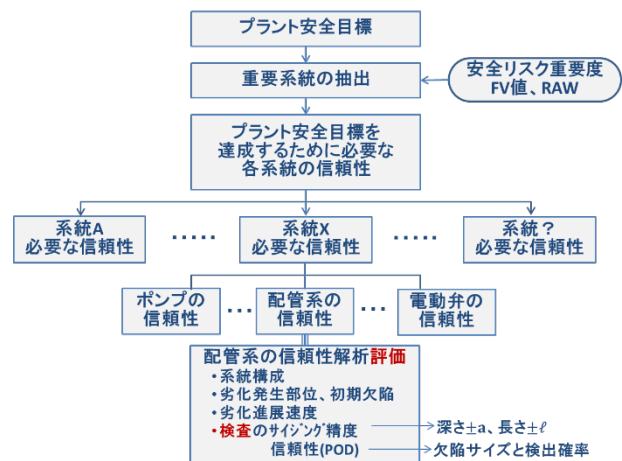 プラント安全目標
重要系統の抽出
安全リスク重要度
FV値、RAW
プラント安全目標を
達成するために必要な
各系統の信頼性
系統A
必要な信頼性
・・・・・
系統X
必要な信頼性
・・・・・
系統？
必要な信頼性
ポンプの
信頼性
・・・
配管系の
信頼性
・・・
電動弁の
信頼性
配管系の信頼性解析評価
・系統構成
・劣化発生部位、初期欠陥
・劣化進展速度
・検査のサイジング精度
深さ±a、長さ±ℓ
信頼性(POD)
欠陥サイズと検出確率